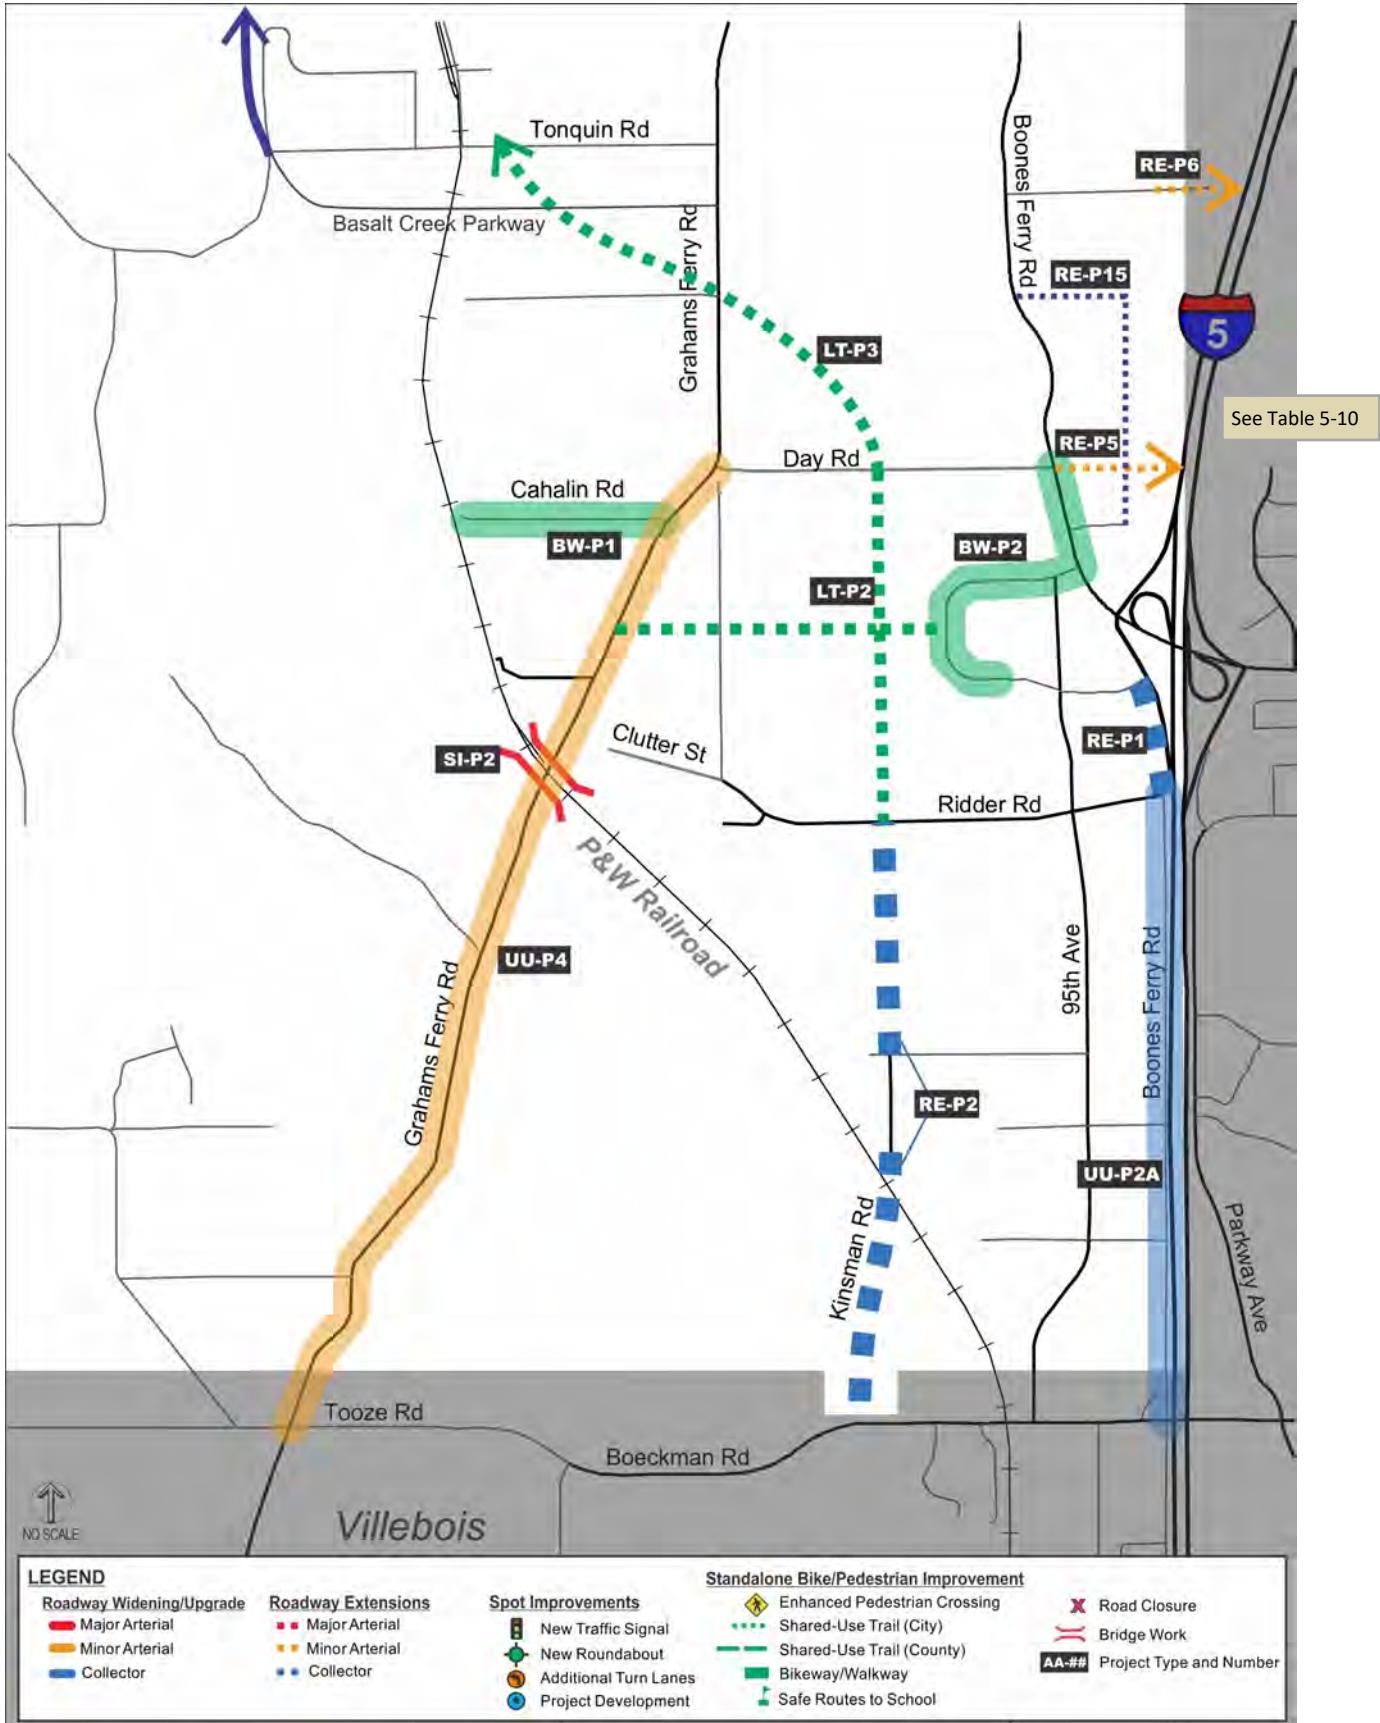 Tonquin Rd
Boones Ferry Rd
RE-P6
Basalt Creek Parkway
Grahams Ferry Rd
RE-P15
5
LT-P3
See Table 5-10
RE-P5
Day Rd
Cahalin Rd
BW-P1
BW-P2
LT-P2
Clutter St
RE-P1
SI-P2
Ridder Rd
P&W Railroad
UU-P4
95th Ave
Boones Ferry Rd
Grahams Ferry Rd
RE-P2
UU-P2A
Kinsman Rd
Parkway Ave
Tooze Rd
Boeckman Rd
NO SCALE
Villebois
LEGEND
Roadway Widening/Upgrade
Major Arterial
Minor Arterial
Collector
Roadway Extensions
Major Arterial
Minor Arterial
Collector
Spot Improvements
New Traffic Signal
New Roundabout
Additional Turn Lanes
Project Development
Standalone Bike/Pedestrian Improvement
Enhanced Pedestrian Crossing
Shared-Use Trail (City)
Shared-Use Trail (County)
Bikeway/Walkway
Safe Routes to School
Road Closure
Bridge Work
AA-## Project Type and Number